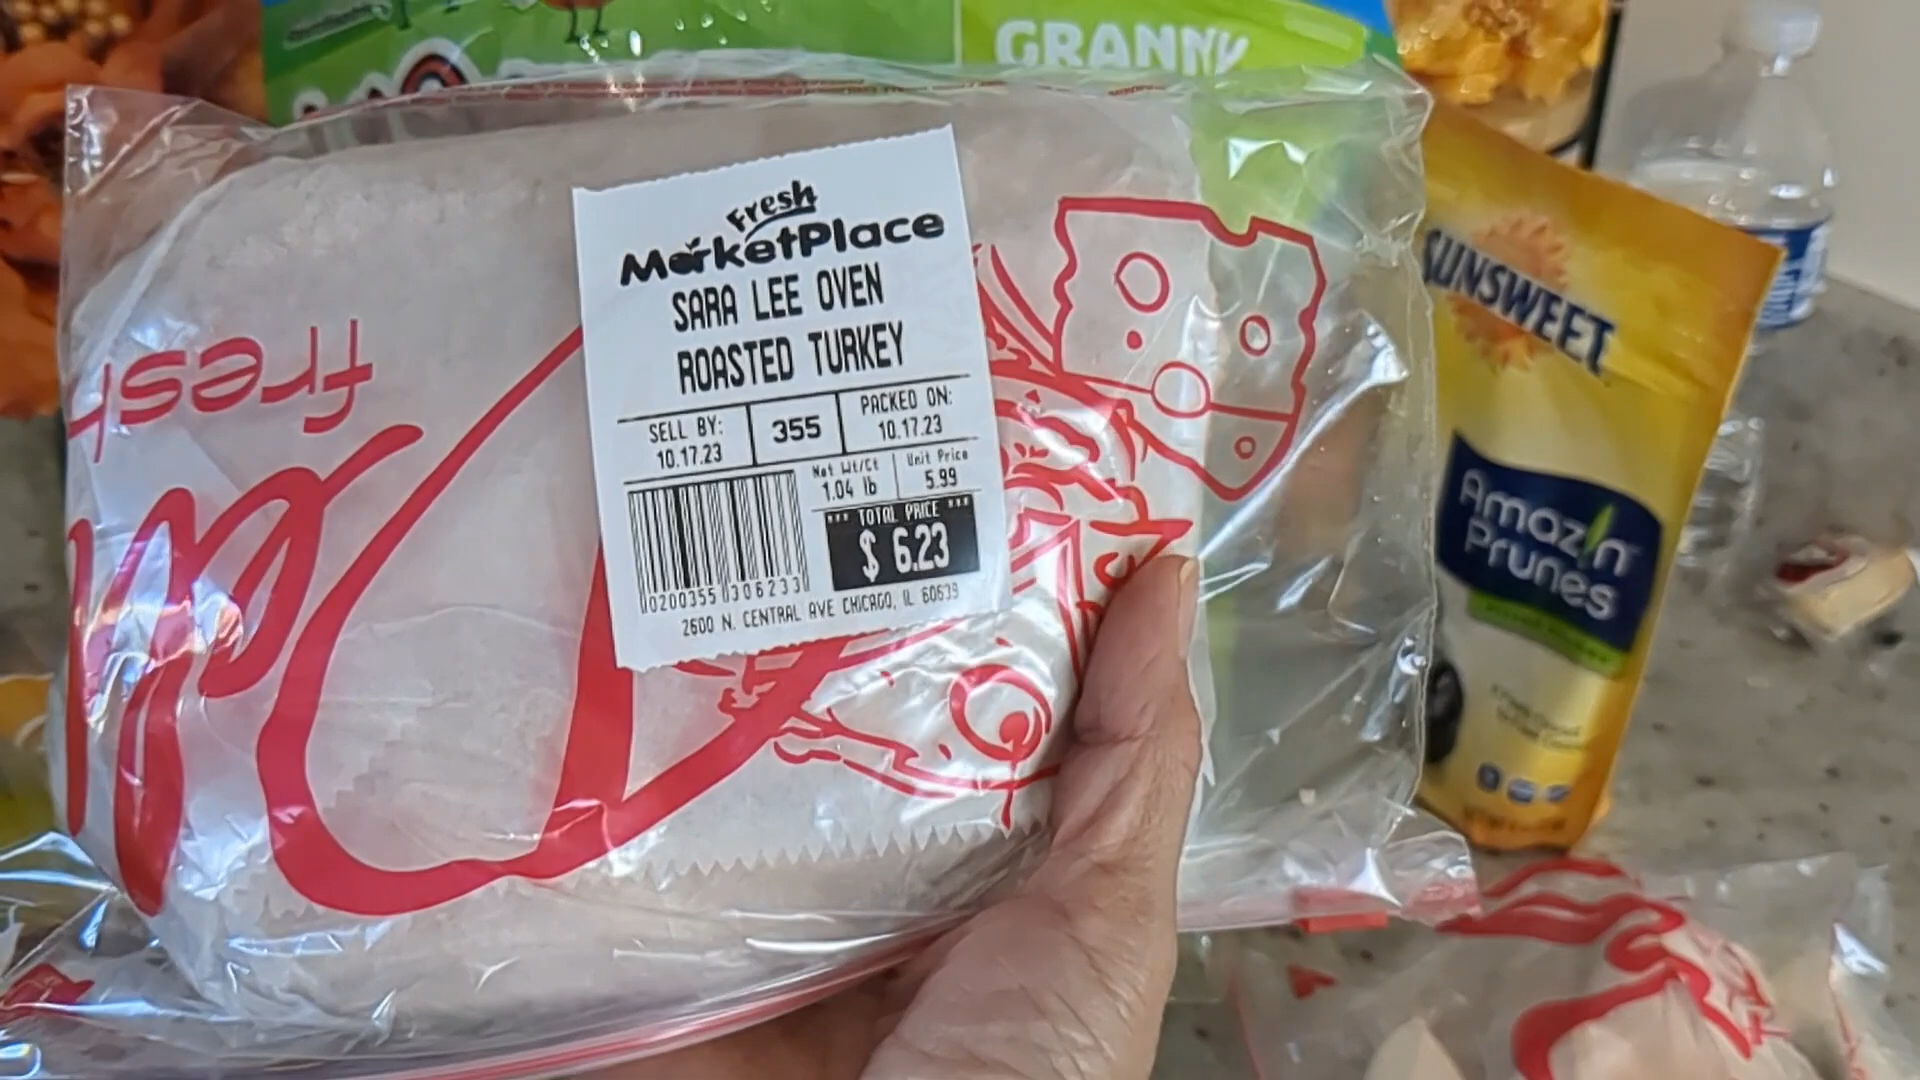 GRANNY
Fresh
MarketPlace
SARA LEE OVEN
ROASTED TURKEY
SELL BY:
10.17.23
355
PACKED ON:
10.17.23
Net Wt/Ct
1.04 lb
Unit Price
5.99
*** TOTAL PRICE ***
$ 6.23
0200355 306233
2600 N. CENTRAL AVE CHICAGO, IL 60639
fresh
Deli
SUNSWEET
Amazin
Prunes